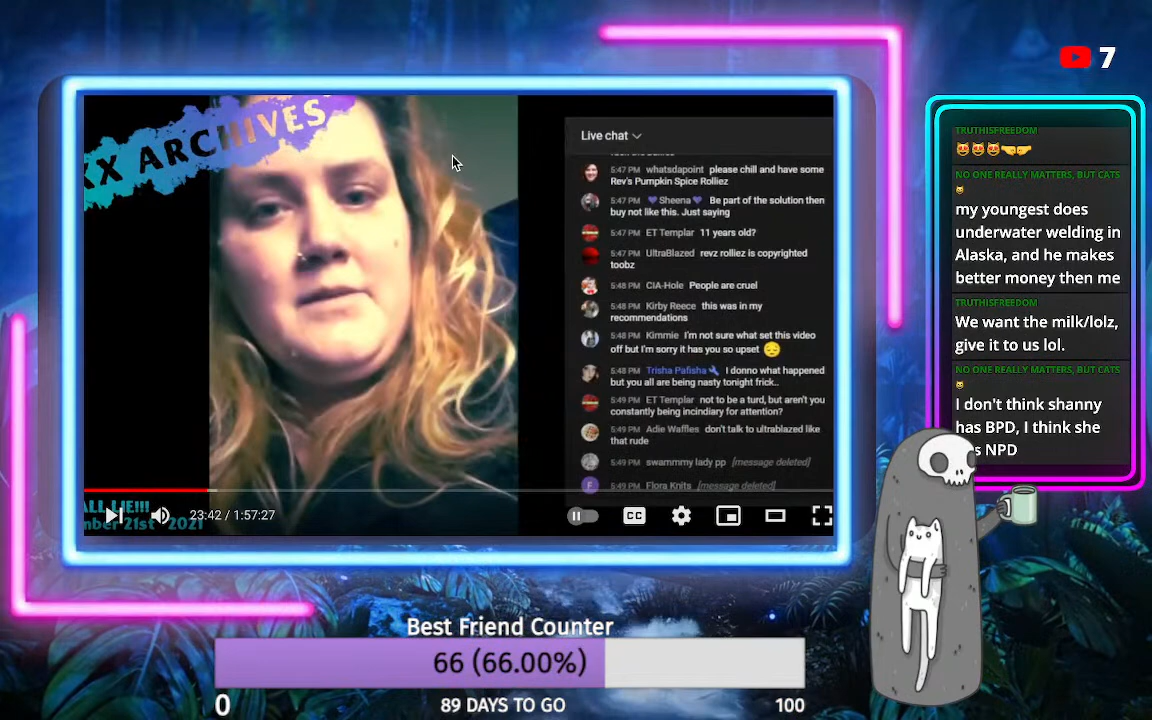 7
XX ARCHIVES
Live chat
5:47 PM whatsdapoint please chill and have some
Rev's Pumpkin Spice Rolliez
5:47 PM 💜Sheena💜 Be part of the solution then
buy not like this. Just saying
5:47 PM ET Templar 11 years old?
5:47 PM UltraBlazed revz rolliez is copyrighted
toobz
5:48 PM CIA-Hole People are cruel
5:48 PM Kirby Reece this was in my
recommendations
5:48 PM Kimmie I'm not sure what set this video
off but I'm sorry it has you so upset 😔
5:48 PM Trisha Pafisha I donno what happened
but you all are being nasty tonight frick..
5:49 PM ET Templar not to be a turd, but aren't you
constantly being incindiary for attention?
5:49 PM Adie Waffles don't talk to ultrablazed like
that rude
5:49 PM swammmy lady pp [message deleted]
F 5:49 PM Flora Knits [message deleted]
ALL LIE!!!
mber 21st 2021
23:42 / 1:57:27
CC
TRUTHISFREEDOM
😻😻😻🤜🤛
NO ONE REALLY MATTERS, BUT CATS
my youngest does
underwater welding in
Alaska, and he makes
better money then me
TRUTHISFREEDOM
We want the milk/lolz,
give it to us lol.
NO ONE REALLY MATTERS, BUT CATS
I don't think shanny
has BPD, I think she
s NPD
Best Friend Counter
66 (66.00%)
0
89 DAYS TO GO
100